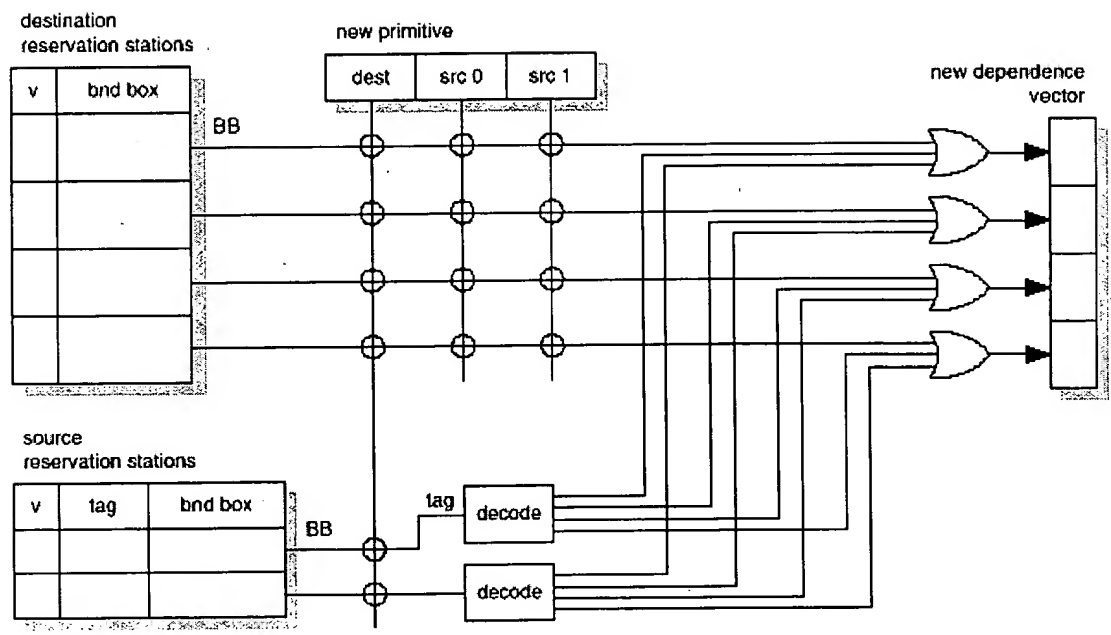 destination
reservation stations
v bnd box
BB
new primitive
dest src 0 src 1
new dependence
vector
source
reservation stations
v tag bnd box
BB
tag
decode
decode